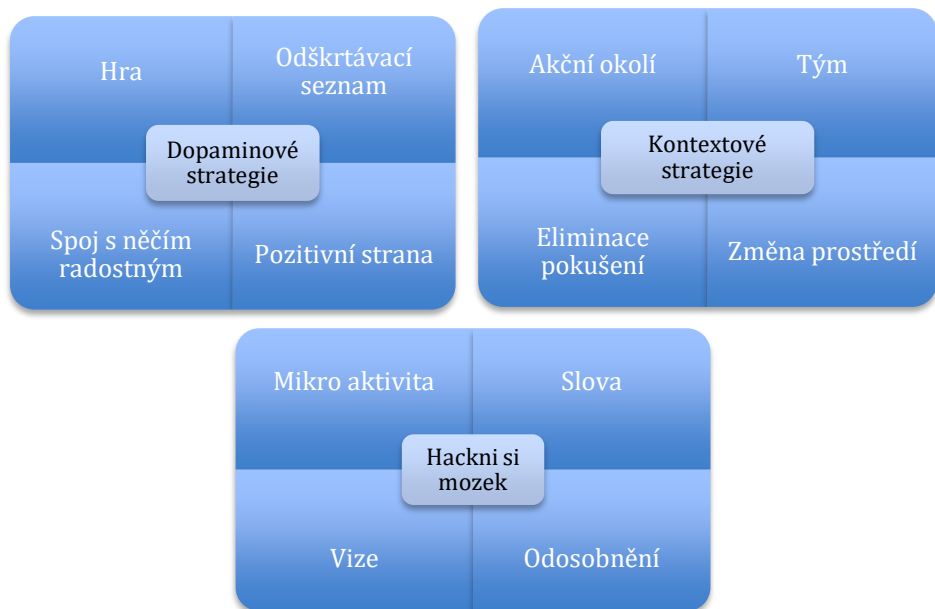 Hra
Odškrtávací
seznam
Dopaminové
strategie
Spoj s něčím
radostným
Pozitivní strana
Akční okolí
Tým
Kontextové
strategie
Eliminace
pokušení
Změna prostředí
Mikro aktivita
Slova
Hackni si
mozek
Vize
Odosobnění